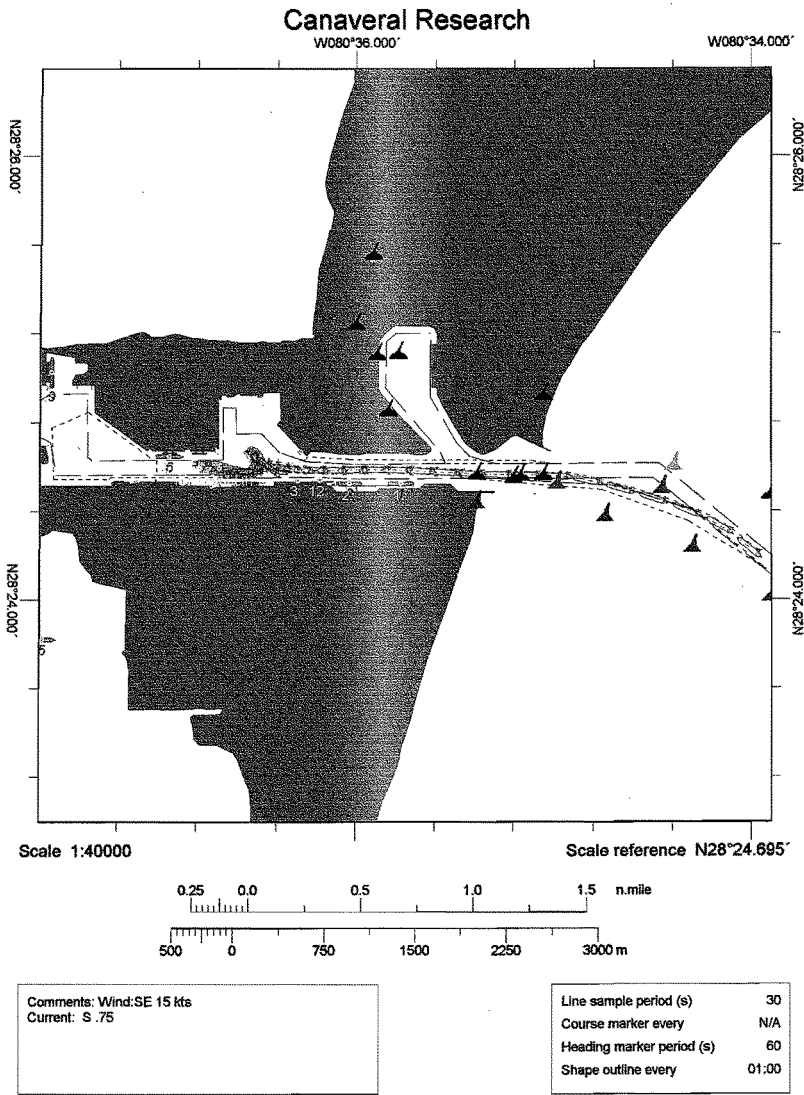 Canaveral Research
W080°36.000´ W080°34.000´
N28°26.000´ N28°26.000´
N28°24.000´ N28°24.000´
Scale 1:40000 Scale reference N28°24.695´
0.25 0.0 0.5 1.0 1.5 n.mile
500 0 750 1500 2250 3000 m
Comments: Wind:SE 15 kts
Current: S .75
Line sample period (s) 30
Course marker every N/A
Heading marker period (s) 60
Shape outline every 01:00